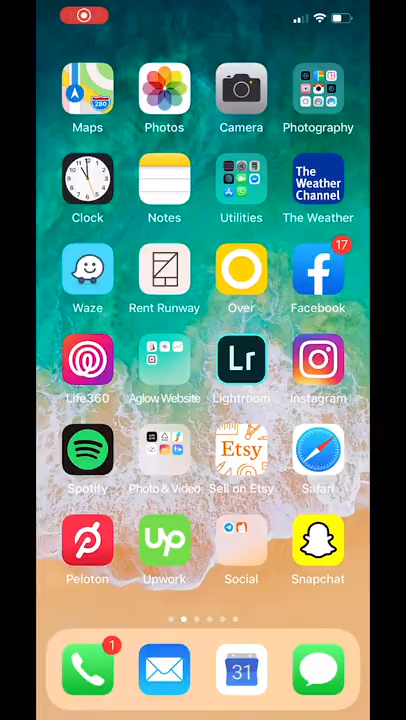 280
Maps
Photos
Camera
Photography
The
Weather
Channel
Clock
Notes
Utilities
The Weather
17
Waze
Rent Runway
Over
Facebook
Lr
Life360
Aglow Website
Lightroom
Instagram
Etsy
Spotify
Photo & Video
Sell on Etsy
Safari
Up
Peloton
Upwork
Social
Snapchat
1
31